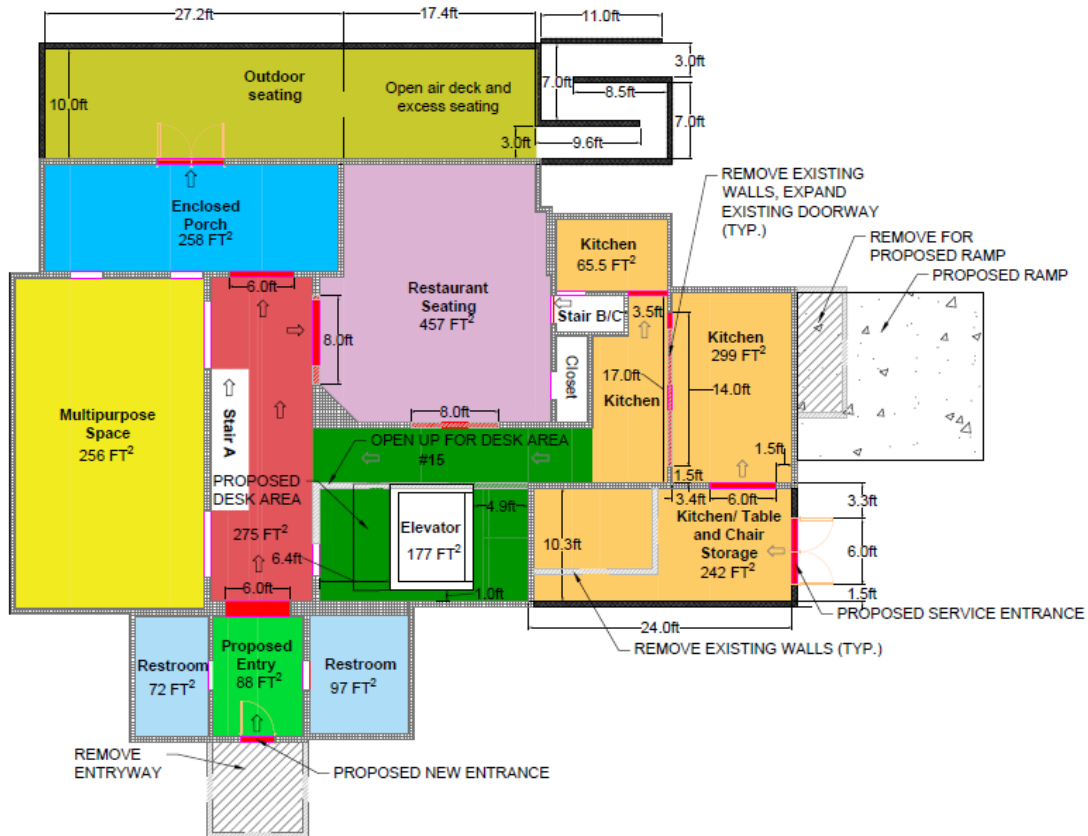 27.2ft
17.4ft
11.0ft
3.0ft
7.0ft
8.5ft
7.0ft
9.6ft
3.0ft
10.0ft
Outdoor
seating
Open air deck and
excess seating
REMOVE EXISTING
WALLS, EXPAND
EXISTING DOORWAY
(TYP.)
REMOVE FOR
PROPOSED RAMP
PROPOSED RAMP
Enclosed
Porch
258 FT²
Kitchen
65.5 FT²
6.0ft
Restaurant
Seating
457 FT²
8.0ft
Stair B/C
3.5ft
Kitchen
299 FT²
Closet
17.0ft
Kitchen
14.0ft
Multipurpose
Space
256 FT²
Stair A
8.0ft
OPEN UP FOR DESK AREA
#15
1.5ft
1.5ft
PROPOSED
DESK AREA
3.4ft
6.0ft
3.3ft
4.9ft
Elevator
177 FT²
275 FT²
6.4ft
10.3ft
Kitchen/ Table
and Chair
Storage
242 FT²
6.0ft
6.0ft
1.0ft
1.5ft
PROPOSED SERVICE ENTRANCE
24.0ft
REMOVE EXISTING WALLS (TYP.)
Restroom
72 FT²
Proposed
Entry
88 FT²
Restroom
97 FT²
REMOVE
ENTRYWAY
PROPOSED NEW ENTRANCE